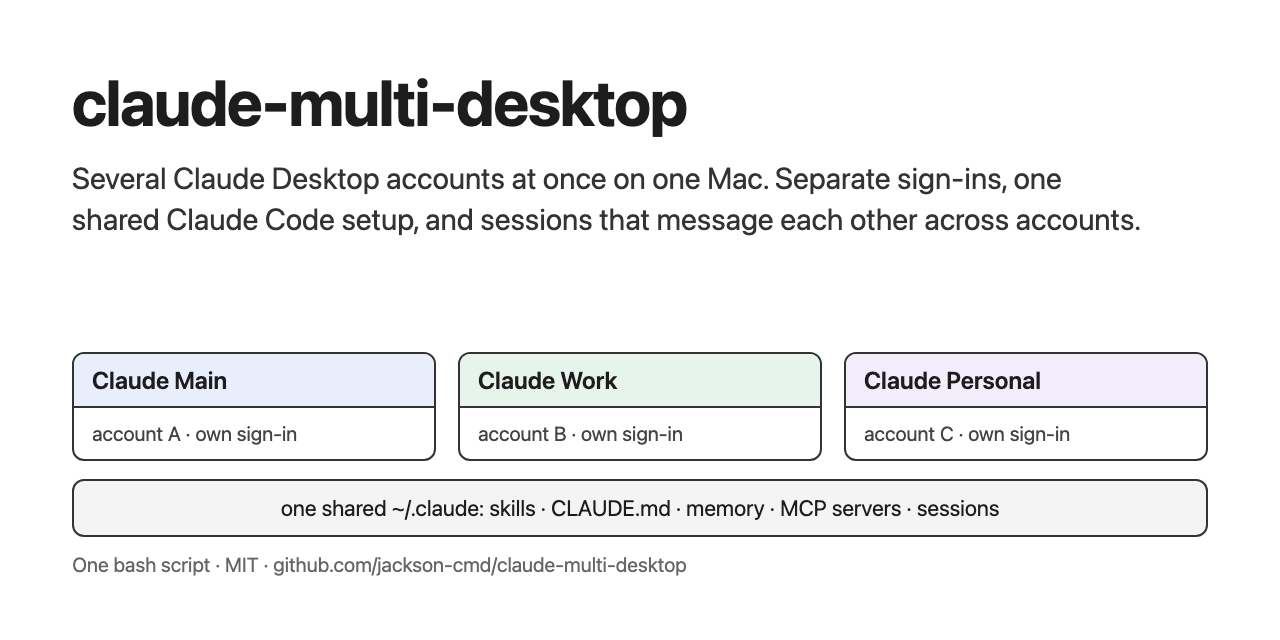 claude-multi-desktop
Several Claude Desktop accounts at once on one Mac. Separate sign-ins, one
shared Claude Code setup, and sessions that message each other across accounts.
Claude Main
account A · own sign-in
Claude Work
account B · own sign-in
Claude Personal
account C · own sign-in
one shared ~/.claude: skills · CLAUDE.md · memory · MCP servers · sessions
One bash script · MIT · github.com/jackson-cmd/claude-multi-desktop